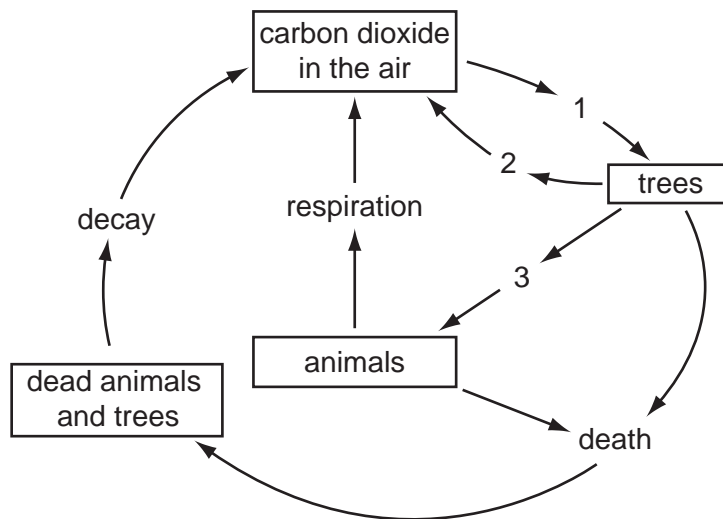 carbon dioxide
in the air
1
2
trees
decay
respiration
3
animals
dead animals
and trees
death